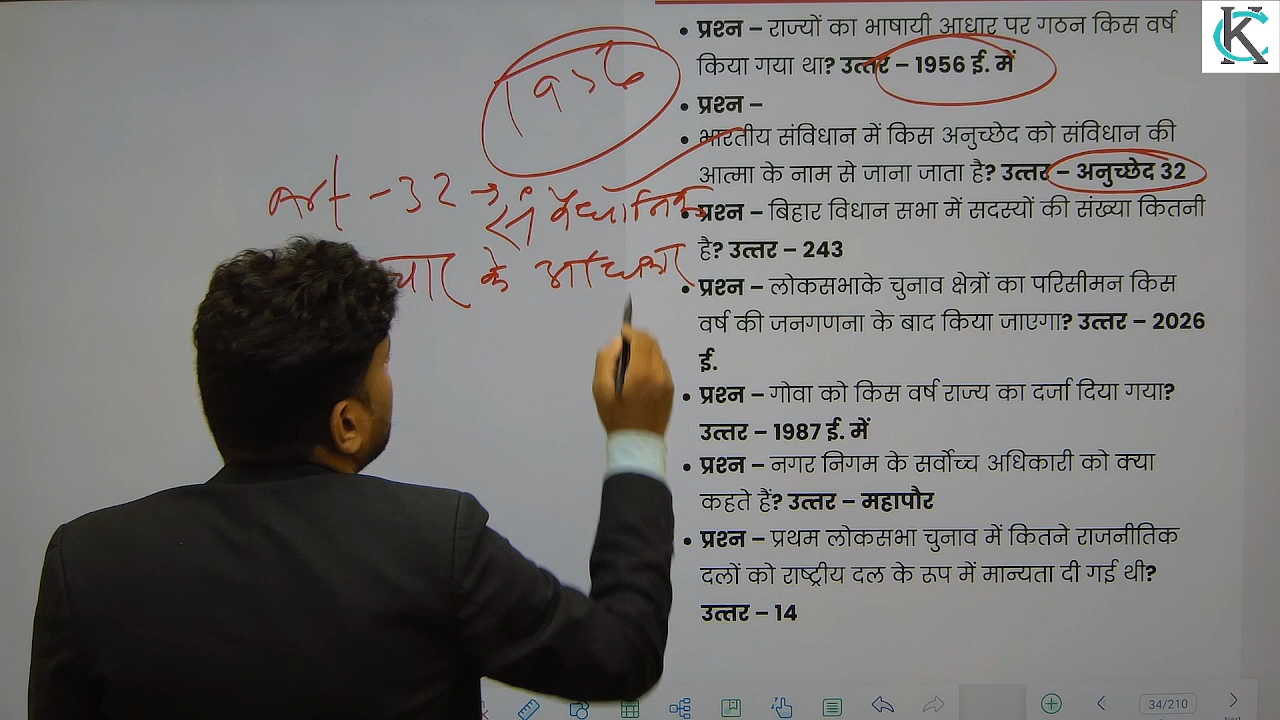 प्रश्न – राज्यों का भाषायी आधार पर गठन किस वर्ष
किया गया था? उत्तर – 1956 ई. में
प्रश्न –
भारतीय संविधान में किस अनुच्छेद को संविधान की
आत्मा के नाम से जाना जाता है? उत्तर – अनुच्छेद 32
प्रश्न – बिहार विधान सभा में सदस्यों की संख्या कितनी
है? उत्तर – 243
प्रश्न – लोकसभाके चुनाव क्षेत्रों का परिसीमन किस
वर्ष की जनगणना के बाद किया जाएगा? उत्तर – 2026
ई.
प्रश्न – गोवा को किस वर्ष राज्य का दर्जा दिया गया?
उत्तर – 1987 ई. में
प्रश्न – नगर निगम के सर्वोच्च अधिकारी को क्या
कहते हैं? उत्तर – महापौर
प्रश्न – प्रथम लोकसभा चुनाव में कितने राजनीतिक
दलों को राष्ट्रीय दल के रूप में मान्यता दी गई थी?
उत्तर – 14
1956
Art - 32 → संवैधानिक
चार के
34/210
Next
KC